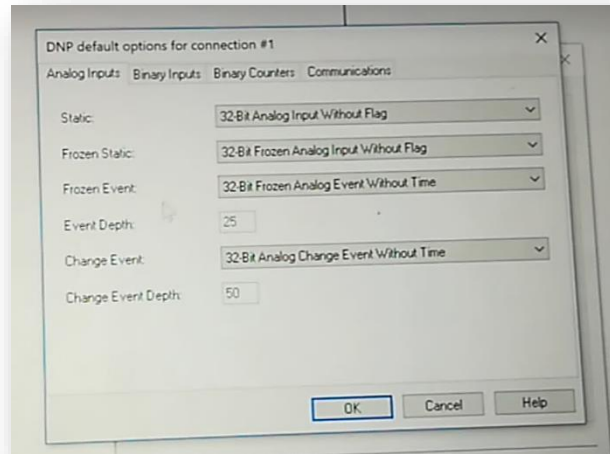 DNP default options for connection #1
Analog Inputs Binary Inputs Binary Counters Communications
Static: 32-Bit Analog Input Without Flag
Frozen Static: 32-Bit Frozen Analog Input Without Flag
Frozen Event: 32-Bit Frozen Analog Event Without Time
Event Depth: 25
Change Event: 32-Bit Analog Change Event Without Time
Change Event Depth: 50
OK Cancel Help